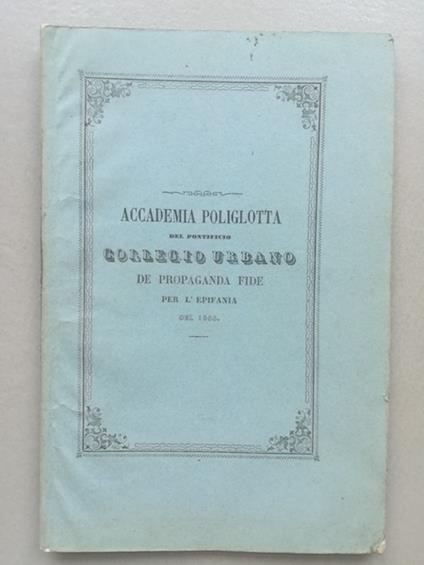 ACCADEMIA POLIGLOTTA
DEL PONTIFICIO
COLLEGIO URBANO
DE PROPAGANDA FIDE
PER L' EPIFANIA
DEL